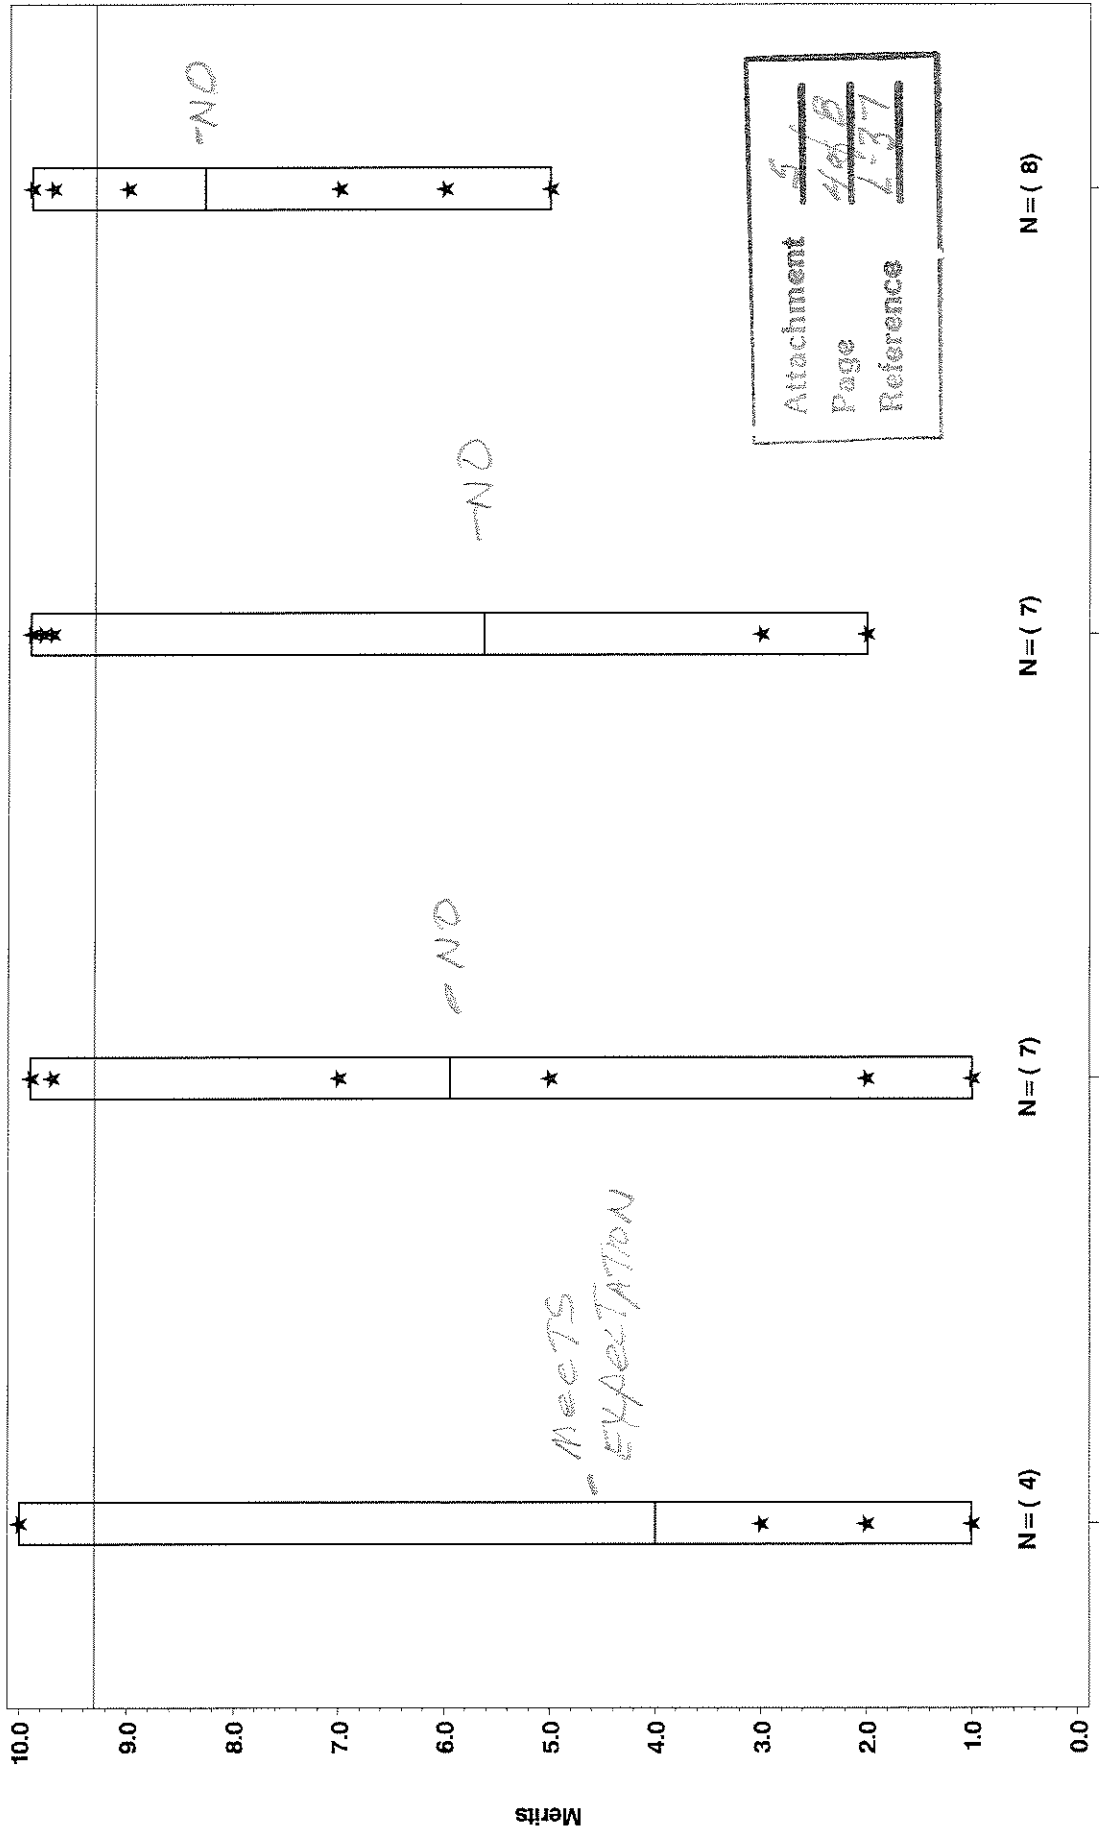 Merits
10.0
9.0
8.0
7.0
6.0
5.0
4.0
3.0
2.0
1.0
0.0
- MeeTS
EXPecTATION
- NO
- NO
- NO
N=( 4)
N=( 7)
N=( 7)
N=( 8)
Attachment
Page
Reference L-37